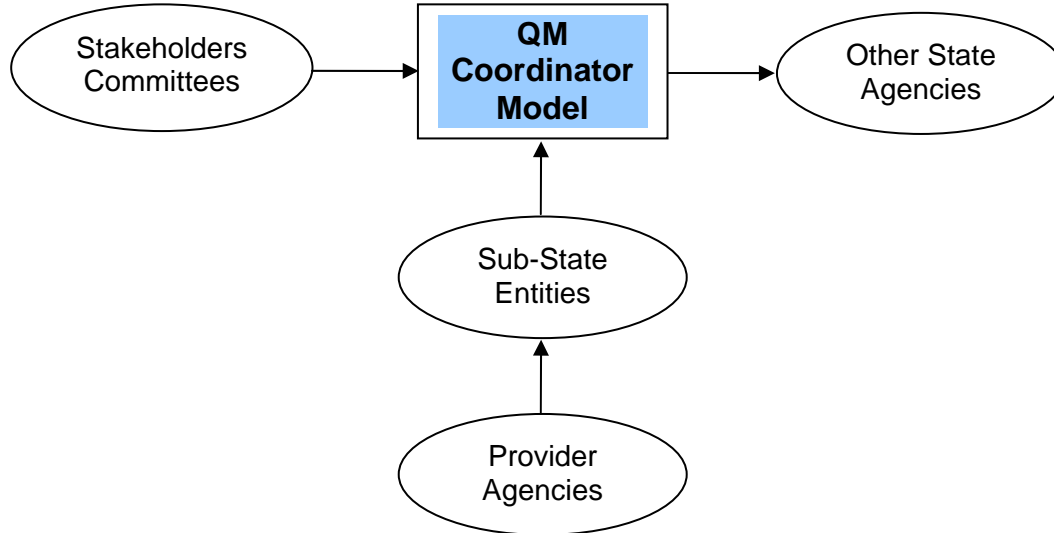 Stakeholders
Committees
QM
Coordinator
Model
Other State
Agencies
Sub-State
Entities
Provider
Agencies